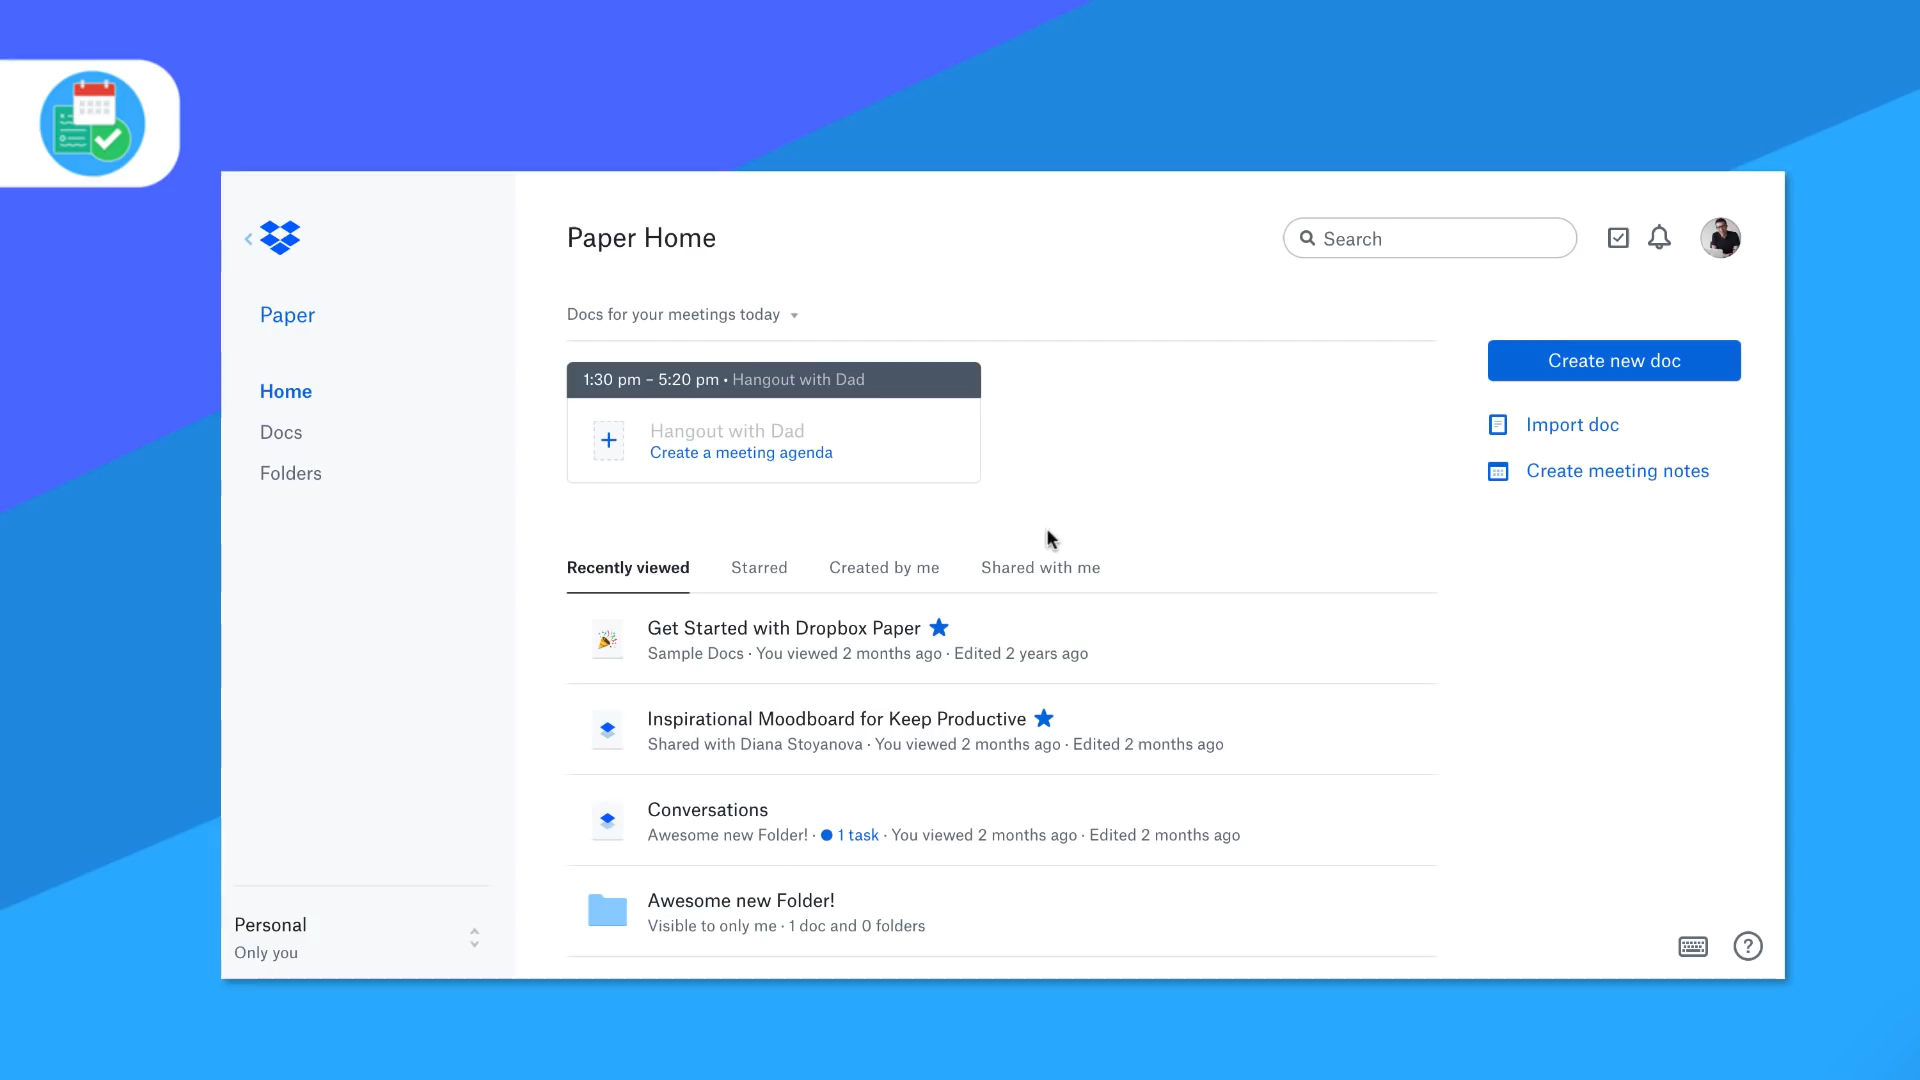 Paper Home
Search
Paper
Home
Docs
Folders
Docs for your meetings today
1:30 pm – 5:20 pm • Hangout with Dad
Hangout with Dad
Create a meeting agenda
Create new doc
Import doc
Create meeting notes
Recently viewed
Starred
Created by me
Shared with me
Get Started with Dropbox Paper
Sample Docs · You viewed 2 months ago · Edited 2 years ago
Inspirational Moodboard for Keep Productive
Shared with Diana Stoyanova · You viewed 2 months ago · Edited 2 months ago
Conversations
Awesome new Folder! · 1 task · You viewed 2 months ago · Edited 2 months ago
Awesome new Folder!
Visible to only me · 1 doc and 0 folders
Personal
Only you
?